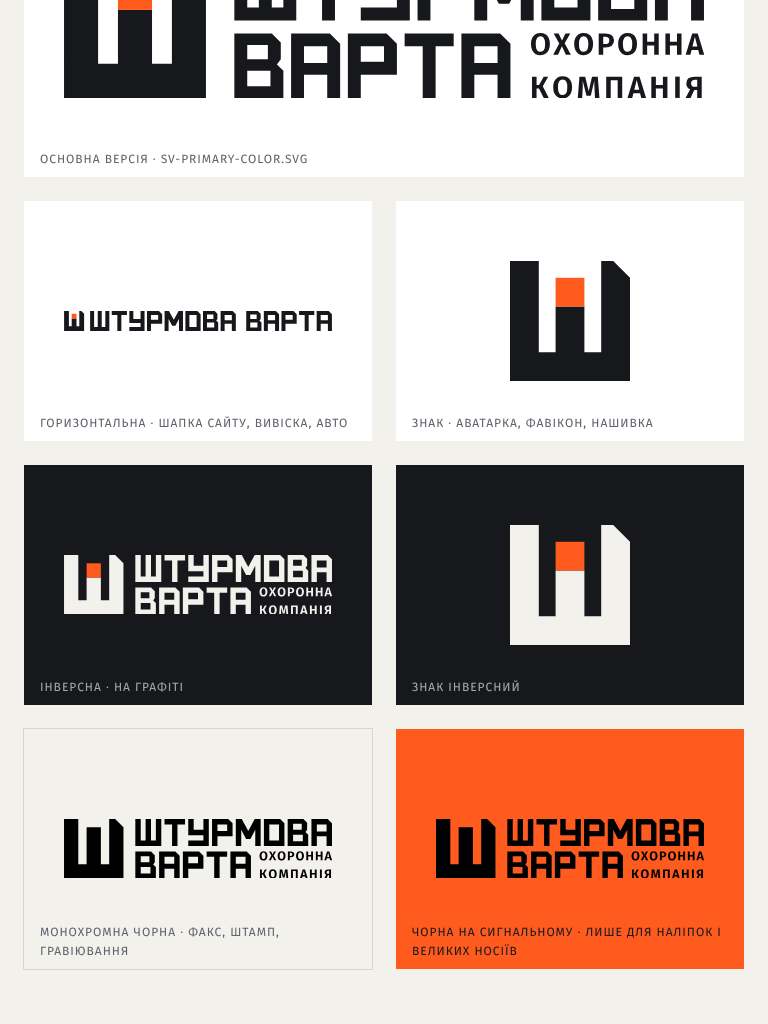 ШТУРМОВА
ВАРТА ОХОРОННА
КОМПАНІЯ
ОСНОВНА ВЕРСІЯ · SV-PRIMARY-COLOR.SVG
ШТУРМОВА ВАРТА
ГОРИЗОНТАЛЬНА · ШАПКА САЙТУ, ВИВІСКА, АВТО
ЗНАК · АВАТАРКА, ФАВІКОН, НАШИВКА
ШТУРМОВА
ВАРТА ОХОРОННА
КОМПАНІЯ
ІНВЕРСНА · НА ГРАФІТІ
ЗНАК ІНВЕРСНИЙ
ШТУРМОВА
ВАРТА ОХОРОННА
КОМПАНІЯ
МОНОХРОМНА ЧОРНА · ФАКС, ШТАМП,
ГРАВІЮВАННЯ
ШТУРМОВА
ВАРТА ОХОРОННА
КОМПАНІЯ
ЧОРНА НА СИГНАЛЬНОМУ · ЛИШЕ ДЛЯ НАЛІПОК І
ВЕЛИКИХ НОСІЇВ